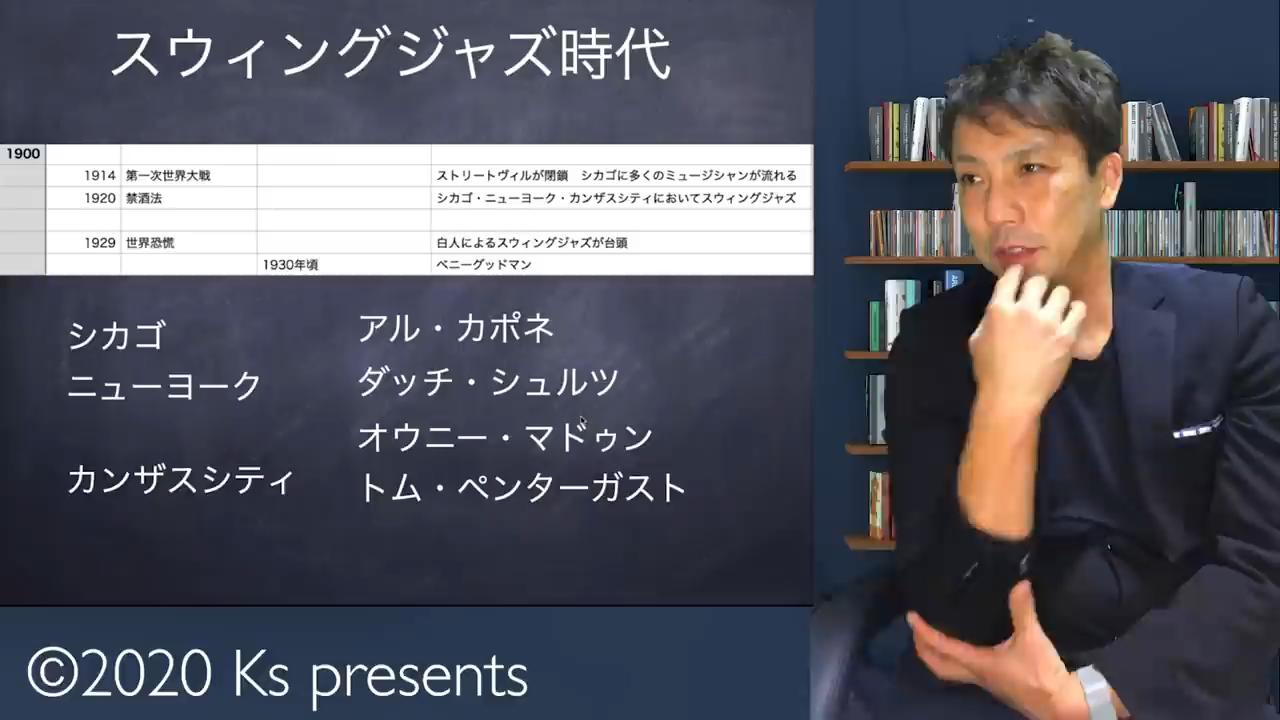 スウィングジャズ時代
1900
1914 第一次世界大戦 ストリートヴィルが閉鎖 シカゴに多くのミュージシャンが流れる
1920 禁酒法 シカゴ・ニューヨーク・カンザスシティにおいてスウィングジャズ
1929 世界恐慌 白人によるスウィングジャズが台頭
1930年頃 ベニーグッドマン
シカゴ アル・カポネ
ニューヨーク ダッチ・シュルツ
オウニー・マドゥン
カンザスシティ トム・ペンターガスト
©2020 Ks presents